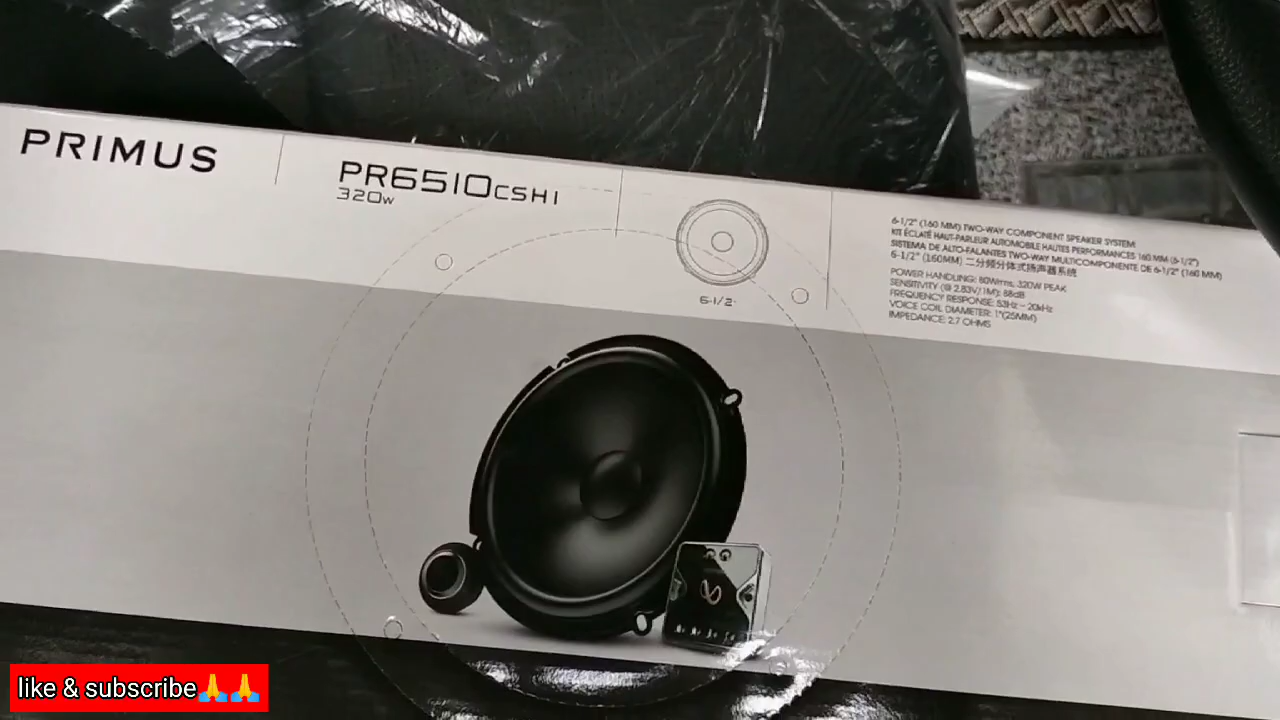 PRIMUS
PR6510CSHI
320W
6-1/2"
6-1/2" (160 MM) TWO-WAY COMPONENT SPEAKER SYSTEM
KIT ÉCLATÉ HAUT-PARLEUR AUTOMOBILE HAUTES PERFORMANCES 160 MM (6-1/2")
SISTEMA DE ALTO-FALANTES TWO-WAY MULTICOMPONENTE DE 6-1/2" (160 MM)
6-1/2" (160MM) 二分频分体式扬声器系统
POWER HANDLING: 80Wrms, 320W PEAK
SENSITIVITY (@ 2.83V/1M): 88dB
FREQUENCY RESPONSE: 53Hz – 20kHz
VOICE COIL DIAMETER: 1"(25MM)
IMPEDANCE: 2.7 OHMS
like & subscribe🙏🙏